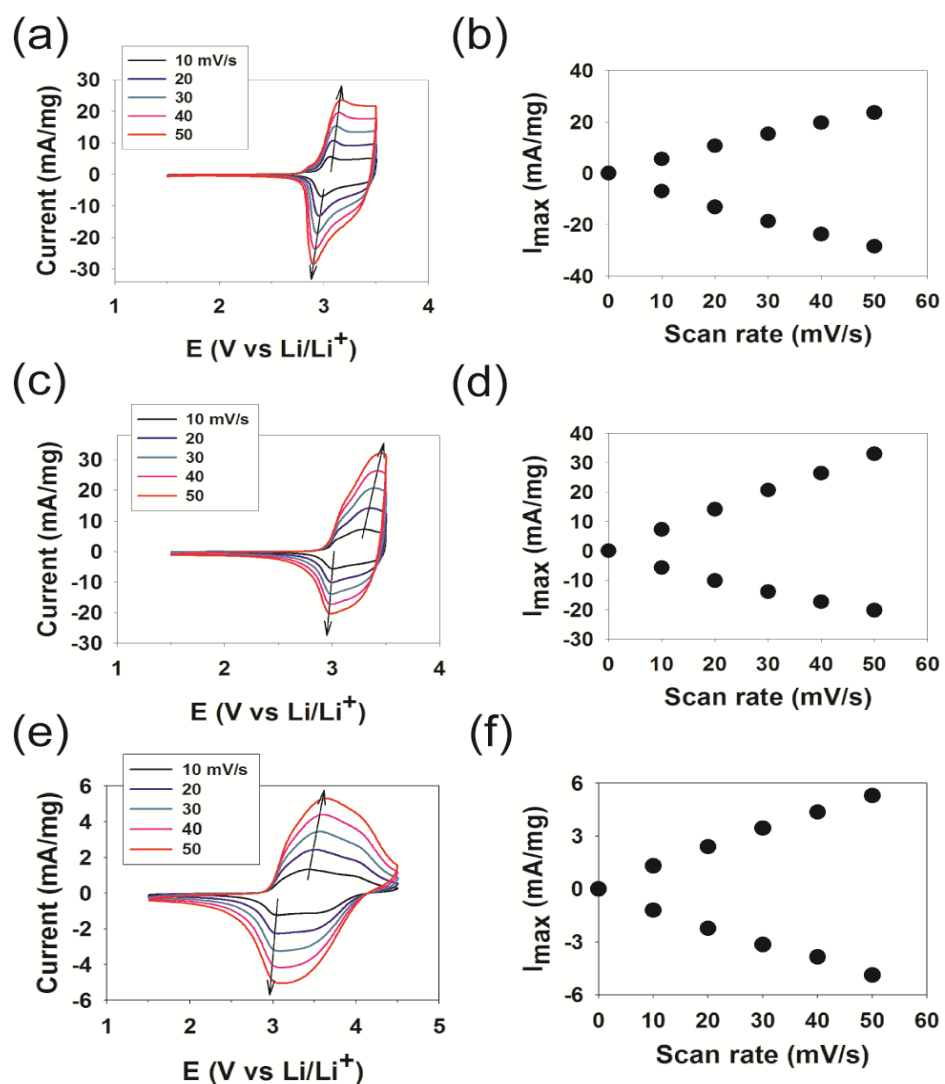 (a)
10 mV/s
20
30
40
50
Current (mA/mg)
30
20
10
0
-10
-20
-30
1 2 3 4
E (V vs Li/Li+)
(b)
I max (mA/mg)
40
20
0
-20
-40
0 10 20 30 40 50 60
Scan rate (mV/s)
(c)
10 mV/s
20
30
40
50
Current (mA/mg)
30
20
10
0
-10
-20
-30
1 2 3 4
E (V vs Li/Li+)
(d)
I max (mA/mg)
40
30
20
10
0
-10
-20
-30
0 10 20 30 40 50 60
Scan rate (mV/s)
(e)
10 mV/s
20
30
40
50
Current (mA/mg)
6
4
2
0
-2
-4
-6
2 3 4 5
E (V vs Li/Li+)
(f)
I max (mA/mg)
6
3
0
-3
-6
0 10 20 30 40 50 60
Scan rate (mV/s)